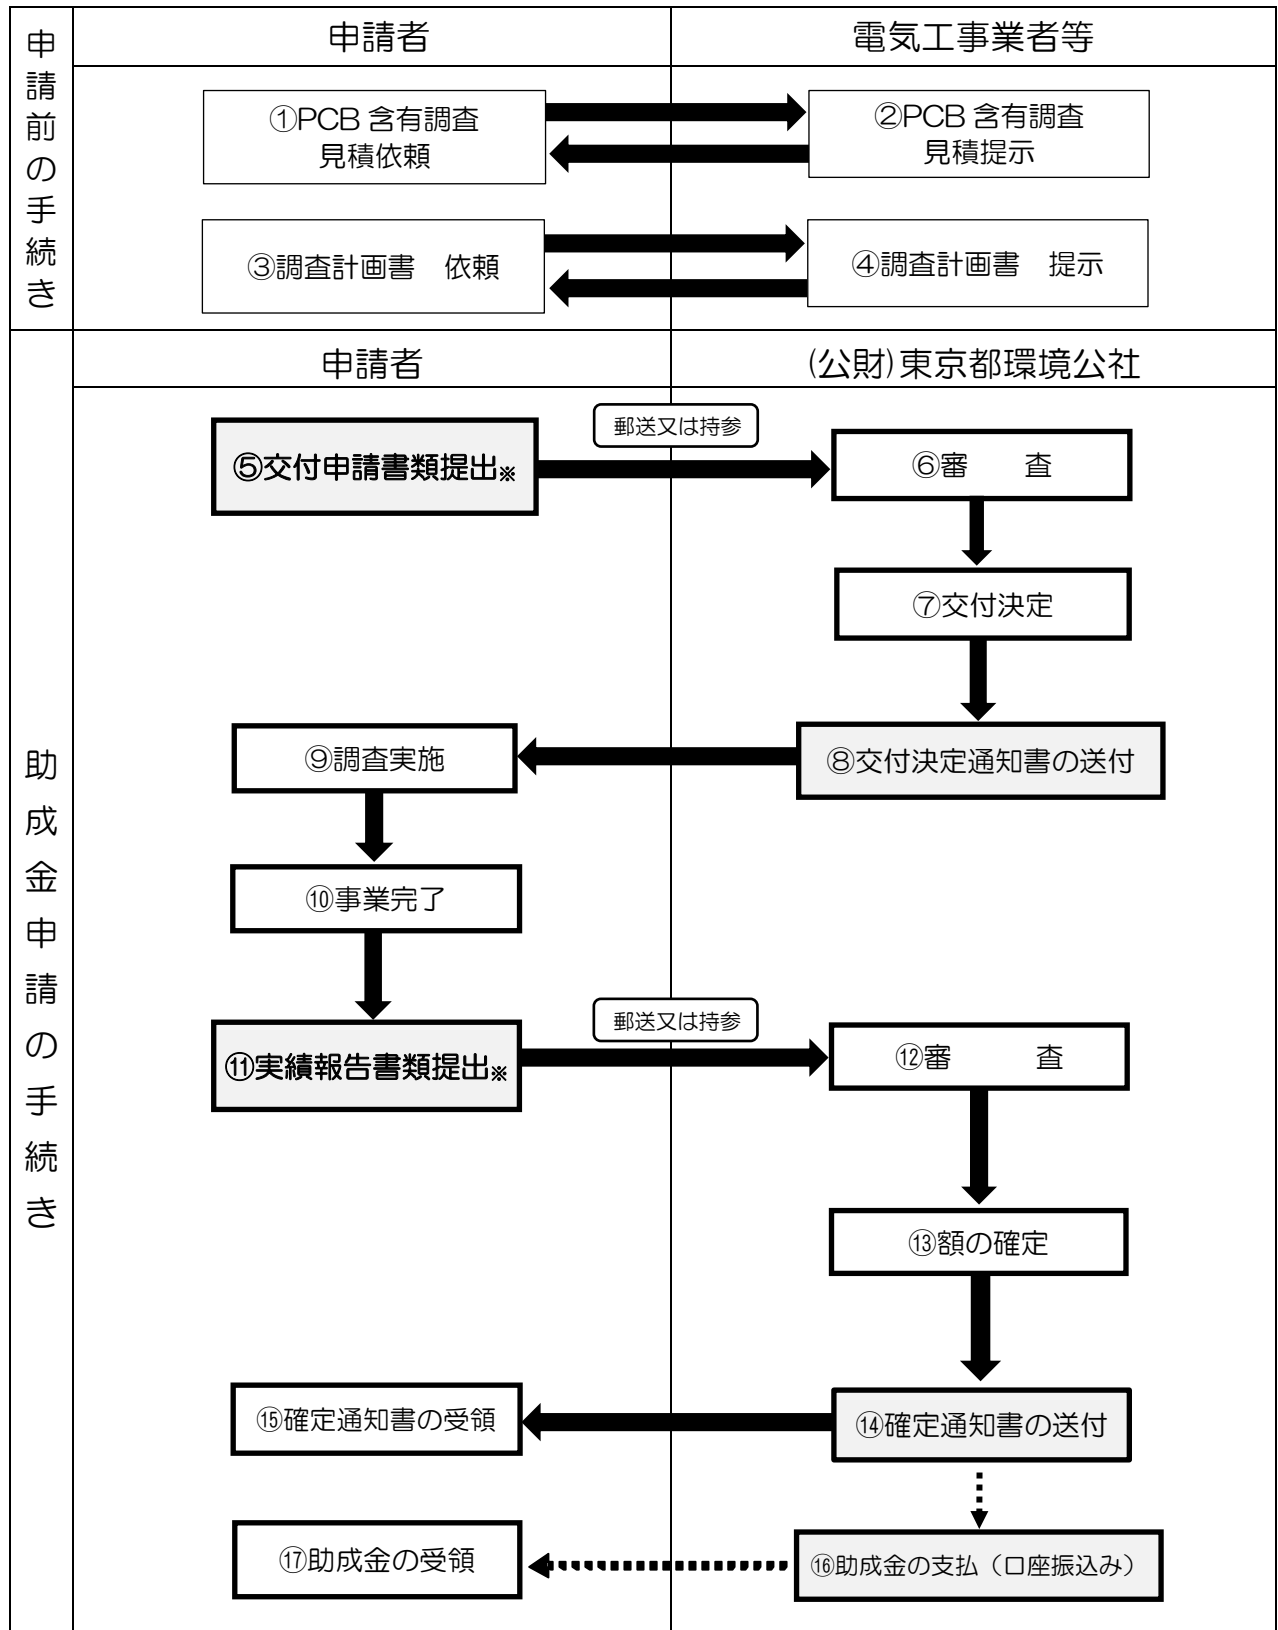 申請前の手続き
申請者
電気工事業者等
①PCB 含有調査
見積依頼
②PCB 含有調査
見積提示
③調査計画書　依頼
④調査計画書　提示
助成金申請の手続き
申請者
(公財)東京都環境公社
⑤交付申請書類提出※
郵送又は持参
⑥審　　査
⑦交付決定
⑧交付決定通知書の送付
⑨調査実施
⑩事業完了
⑪実績報告書類提出※
郵送又は持参
⑫審　　　査
⑬額の確定
⑭確定通知書の送付
⑮確定通知書の受領
⑯助成金の支払（口座振込み）
⑰助成金の受領